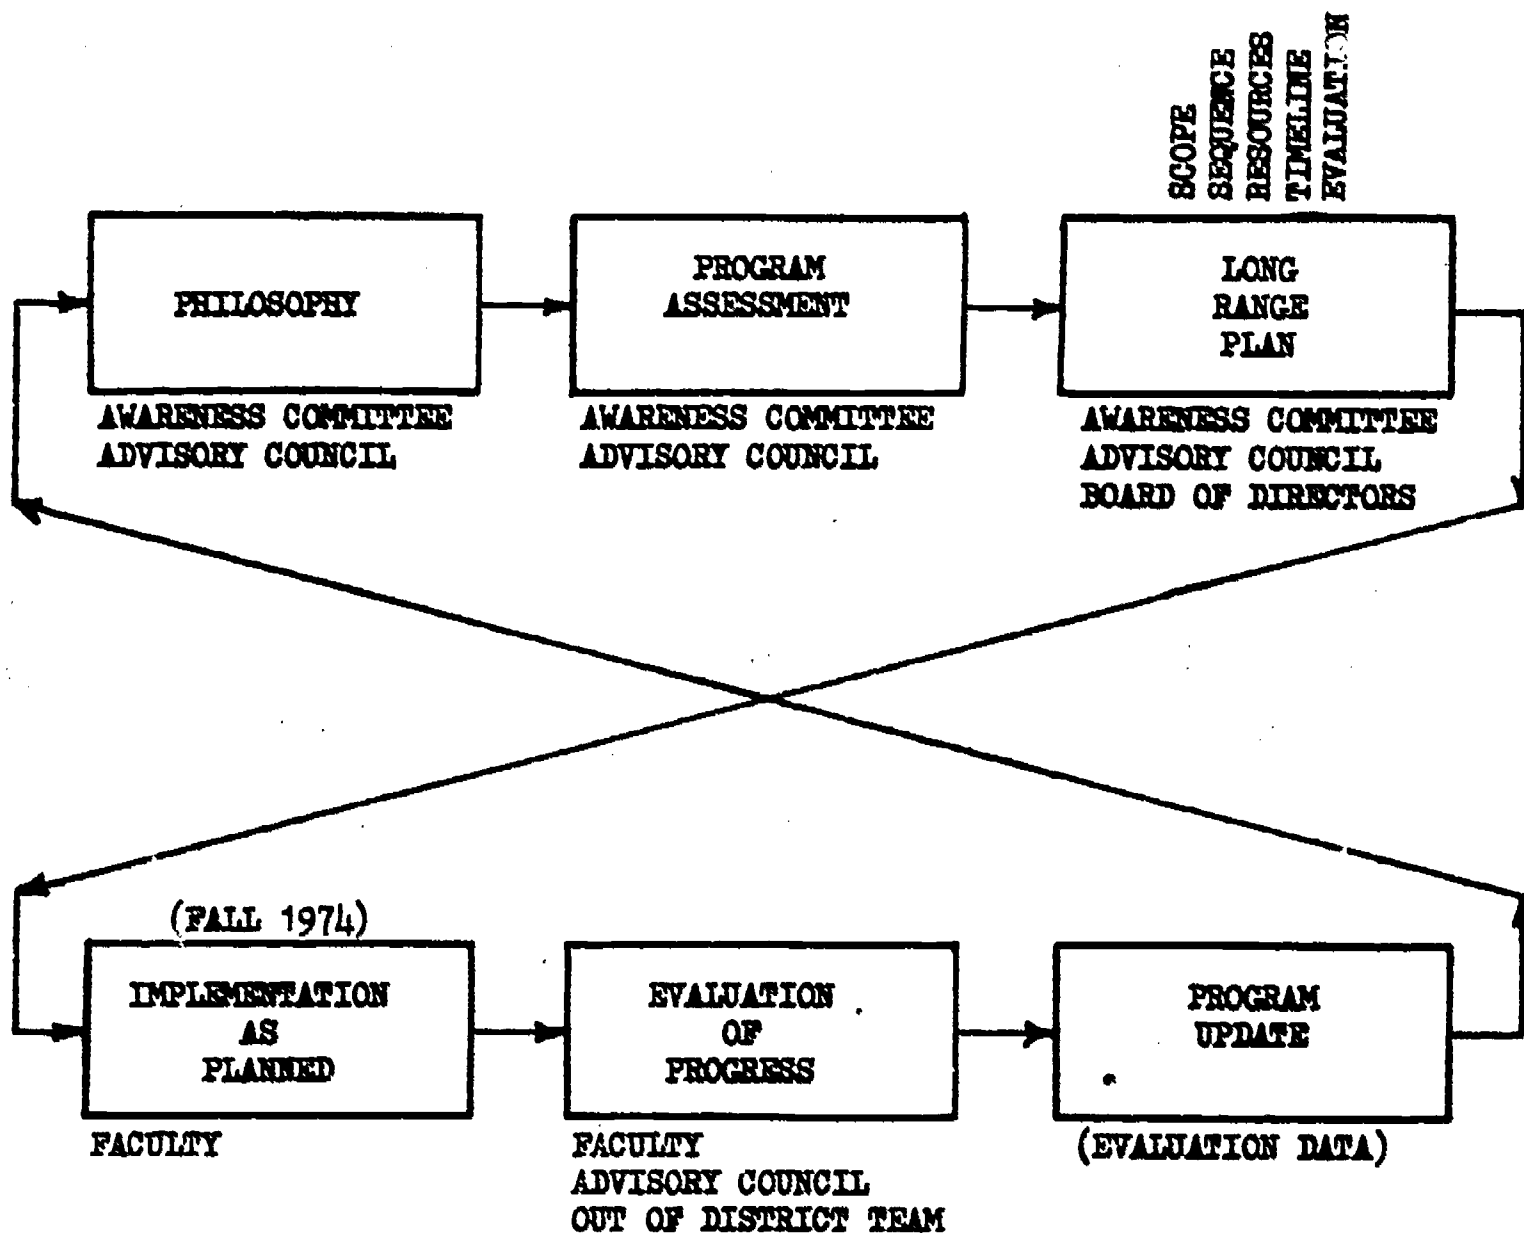 SCOPE
SEQUENCE
RESOURCES
TIMELINE
EVALUATION
PHILOSOPHY
AWARENESS COMMITTEE
ADVISORY COUNCIL
PROGRAM
ASSESSMENT
AWARENESS COMMITTEE
ADVISORY COUNCIL
LONG
RANGE
PLAN
AWARENESS COMMITTEE
ADVISORY COUNCIL
BOARD OF DIRECTORS
(FALL 1974)
IMPLEMENTATION
AS
PLANNED
FACULTY
EVALUATION
OF
PROGRESS
FACULTY
ADVISORY COUNCIL
OUT OF DISTRICT TEAM
PROGRAM
UPDATE
(EVALUATION DATA)